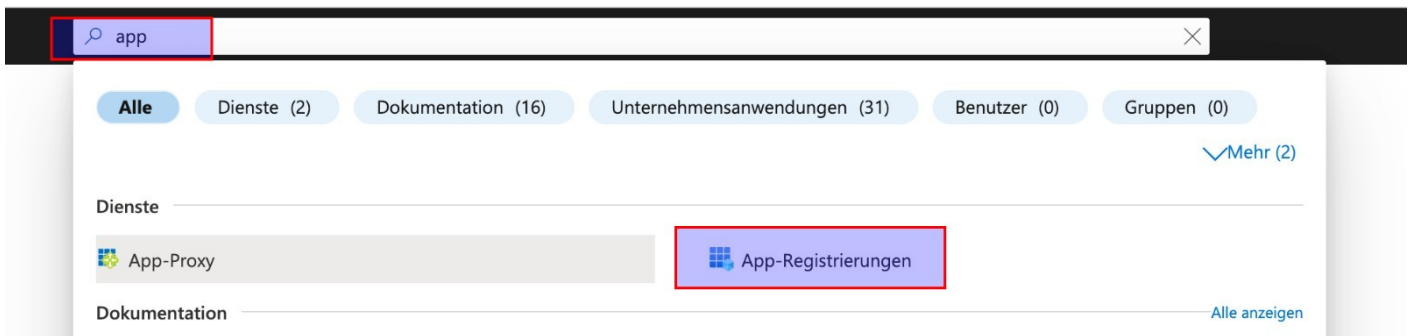 app
Alle Dienste (2) Dokumentation (16) Unternehmensanwendungen (31) Benutzer (0) Gruppen (0)
Mehr (2)
Dienste
App-Proxy App-Registrierungen
Dokumentation Alle anzeigen